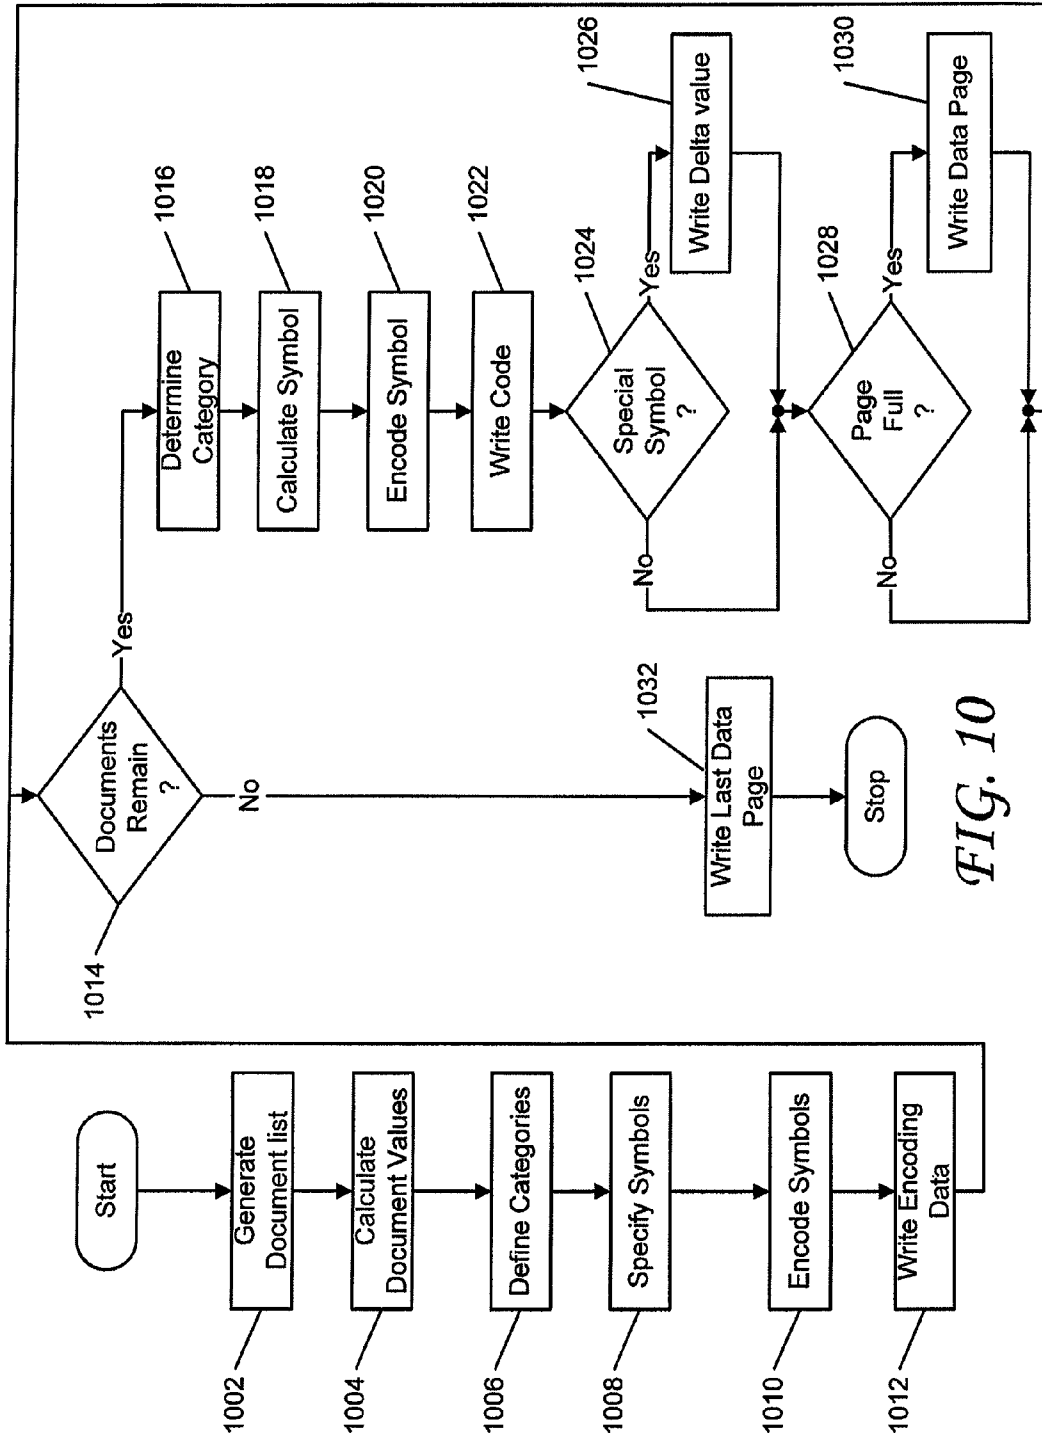 Start
Generate
Document list
1002
Calculate
Document Values
1004
Define Categories
1006
Specify Symbols
1008
Encode Symbols
1010
Write Encoding
Data
1012
Documents
Remain
?
1014
Yes
No
Determine
Category
1016
Calculate Symbol
1018
Encode Symbol
1020
Write Code
1022
Special
Symbol
?
1024
Yes
No
Write Delta value
1026
Page
Full
?
1028
Yes
No
Write Data Page
1030
Write Last Data
Page
1032
Stop
FIG. 10